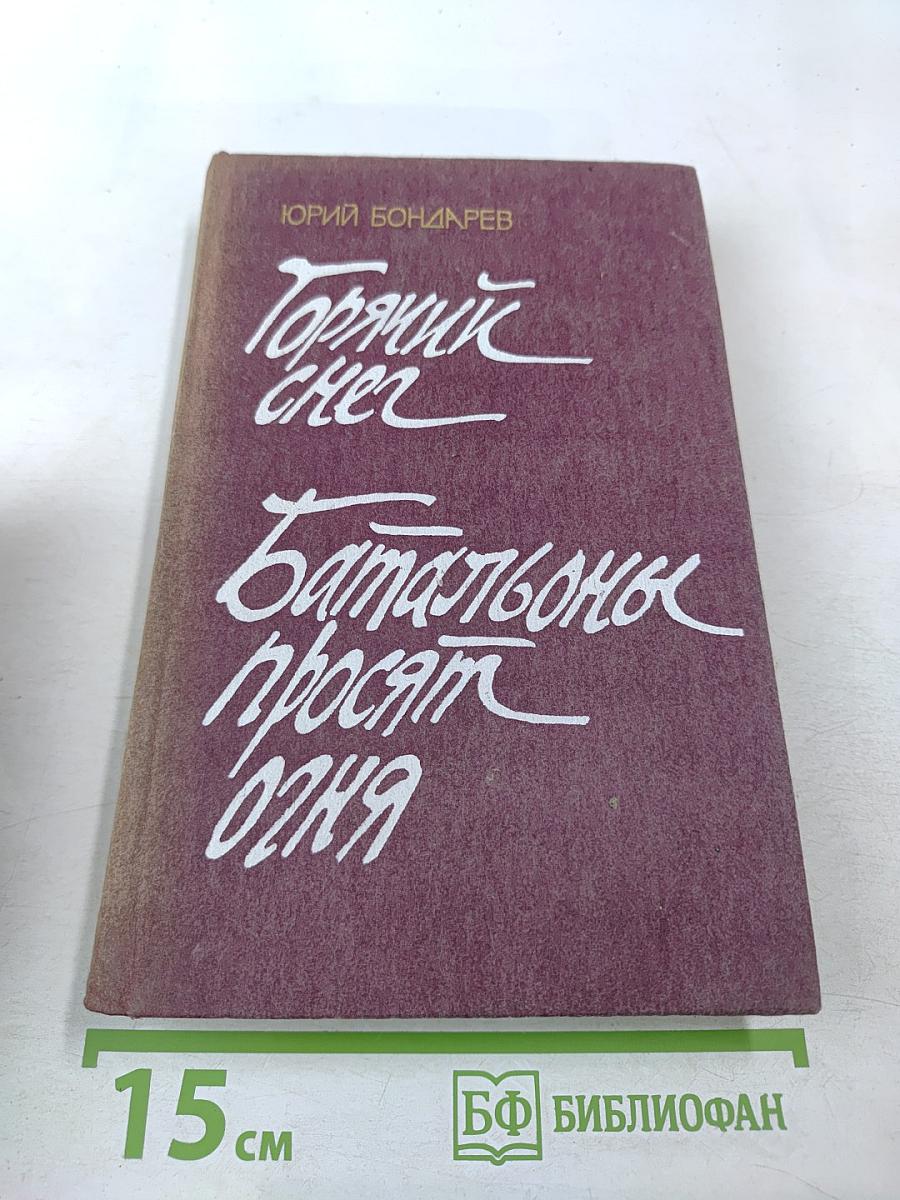 ЮРИЙ БОНДАРЕВ
Горячий
снег
Батальоны
просят
огня
15 см
БФ БИБЛИОФАН